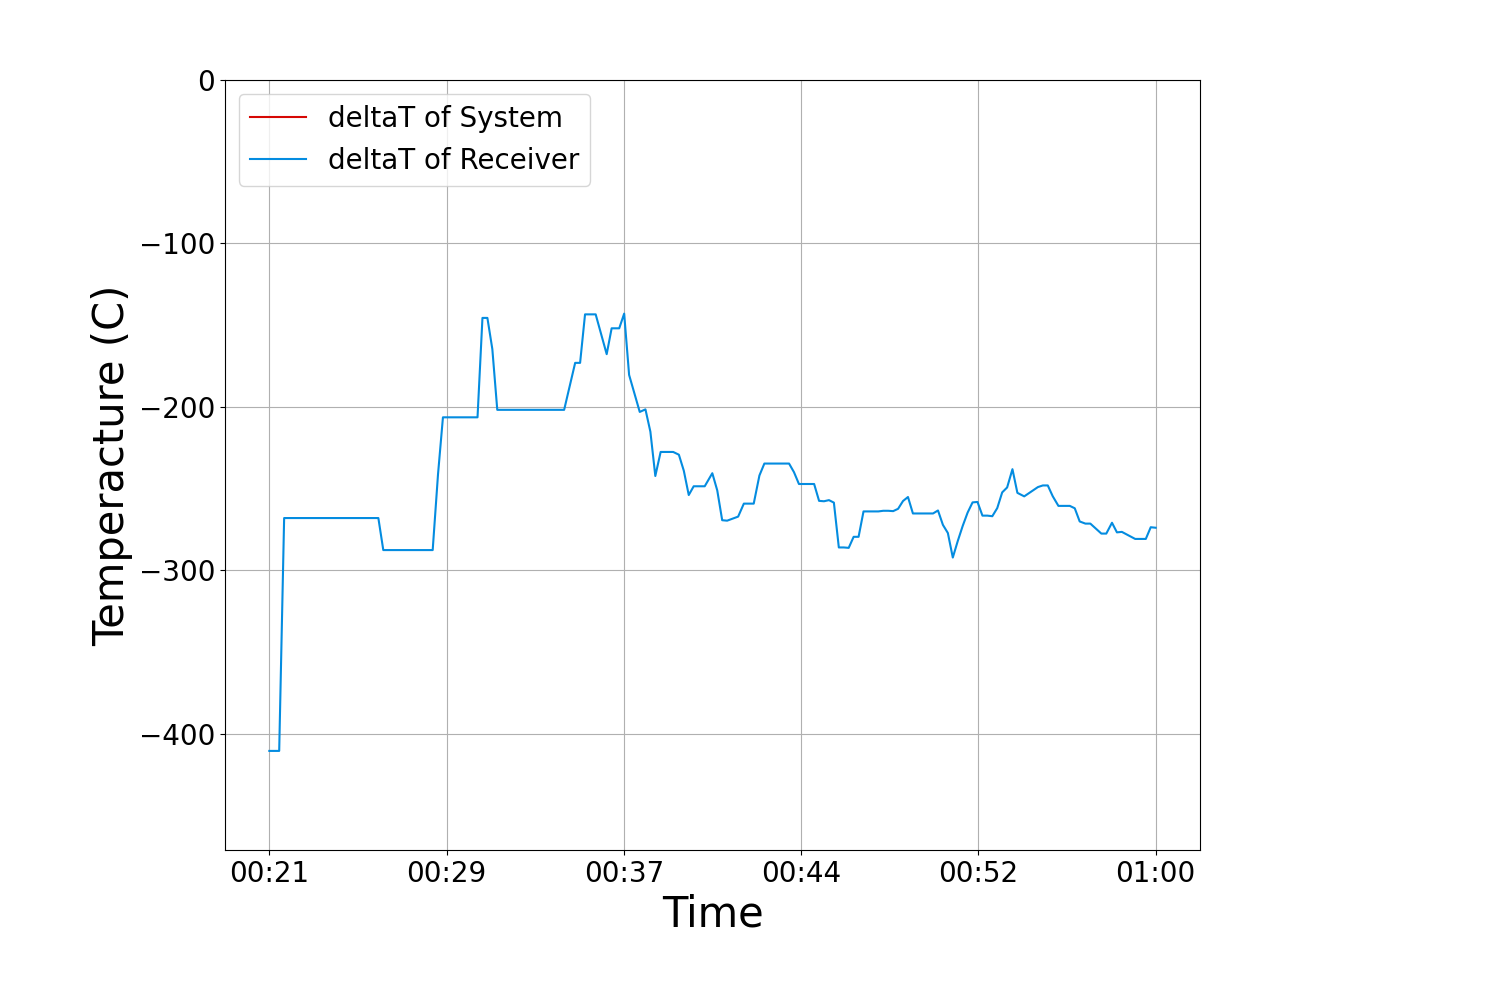 0
deltaT of System
deltaT of Receiver
−100
−200
−300
−400
Temperacture (C)
00:21 00:29 00:37 00:44 00:52 01:00
Time